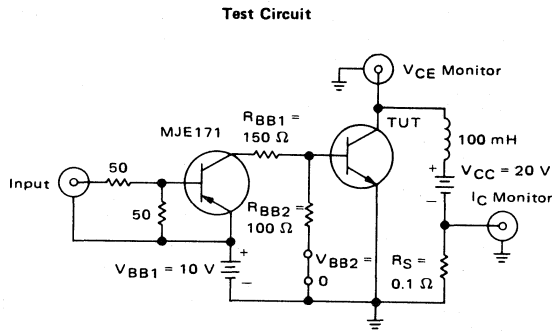 Test Circuit
VCE Monitor
RBB1 =
150 Ω
MJE171
TUT
100 mH
+
VCC = 20 V
−
50
Input
50
RBB2 =
100 Ω
IC Monitor
+
VBB1 = 10 V
−
VBB2 =
0
RS =
0.1 Ω